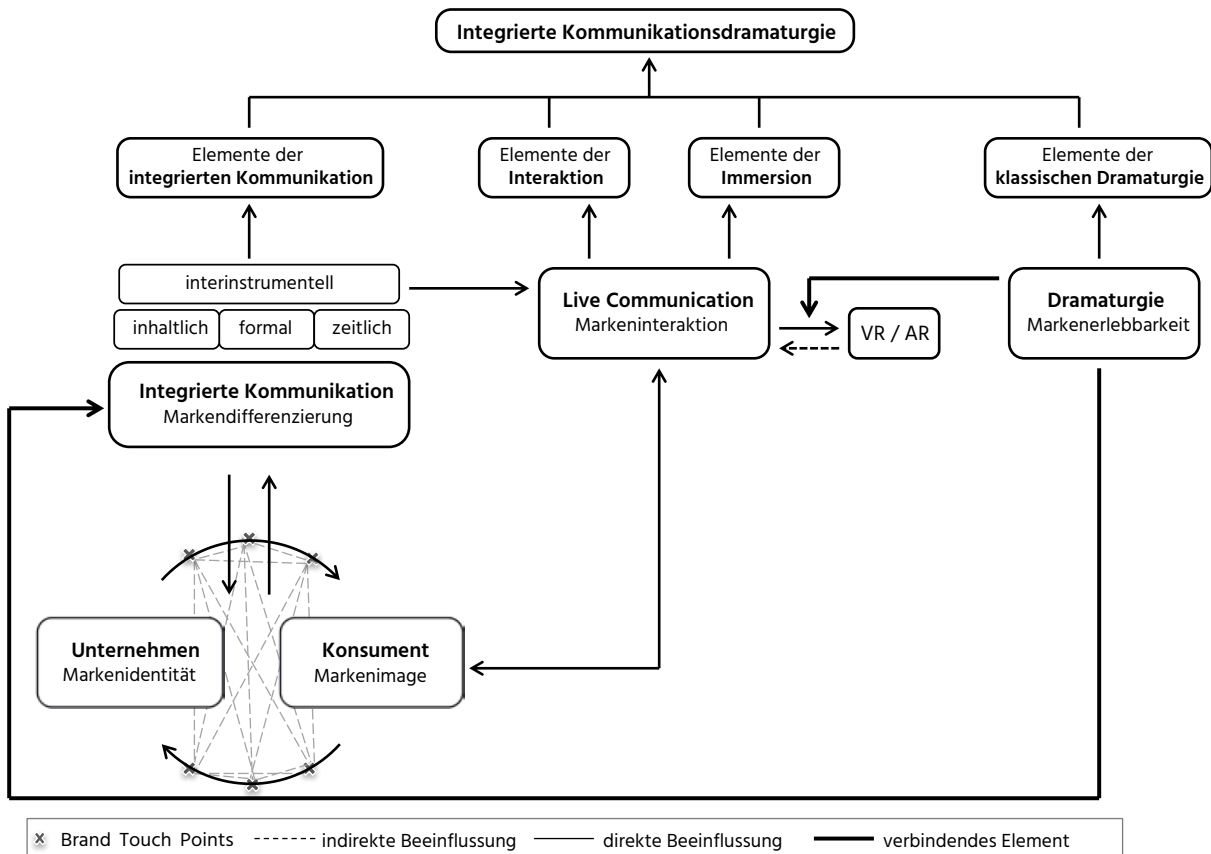 Integrierte Kommunikationsdramaturgie
Elemente der
integrierten Kommunikation
Elemente der
Interaktion
Elemente der
Immersion
Elemente der
klassischen Dramaturgie
interinstrumentell
inhaltlich
formal
zeitlich
Integrierte Kommunikation
Markendifferenzierung
Live Communication
Markeninteraktion
VR / AR
Dramaturgie
Markenerlebbarkeit
Unternehmen
Markenidentität
Konsument
Markenimage
Brand Touch Points
indirekte Beeinflussung
direkte Beeinflussung
verbindendes Element